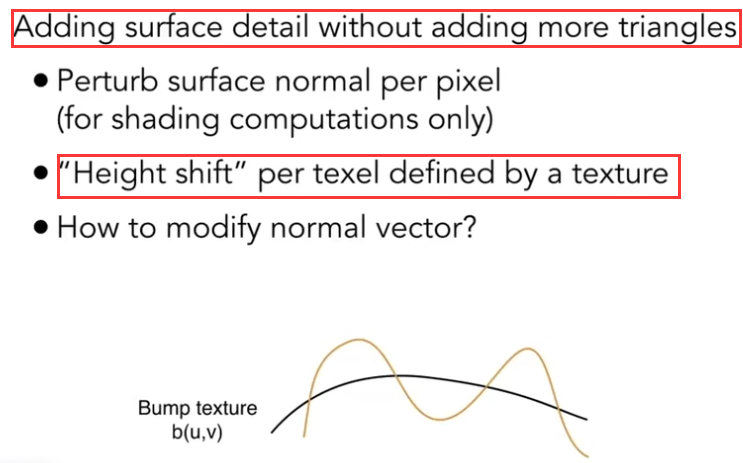 Adding surface detail without adding more triangles
• Perturb surface normal per pixel
(for shading computations only)
• “Height shift” per texel defined by a texture
• How to modify normal vector?
Bump texture
b(u,v)